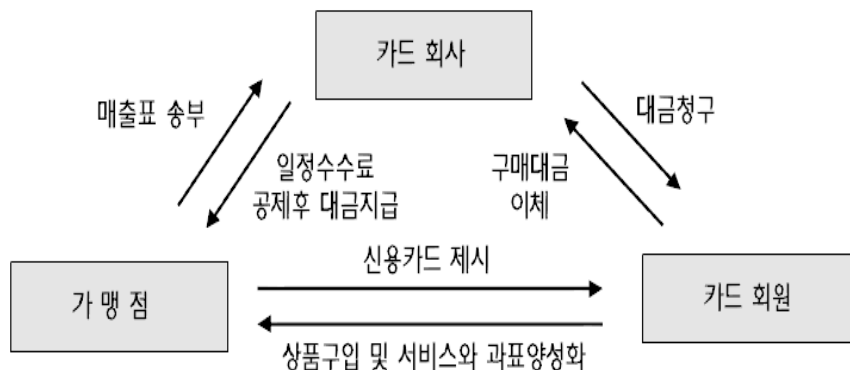 카드 회사
매출표 송부
대금청구
일정수수료
공제후 대금지급
구매대금
이체
신용카드 제시
가 맹 점
카드 회원
상품구입 및 서비스와 과표양성화